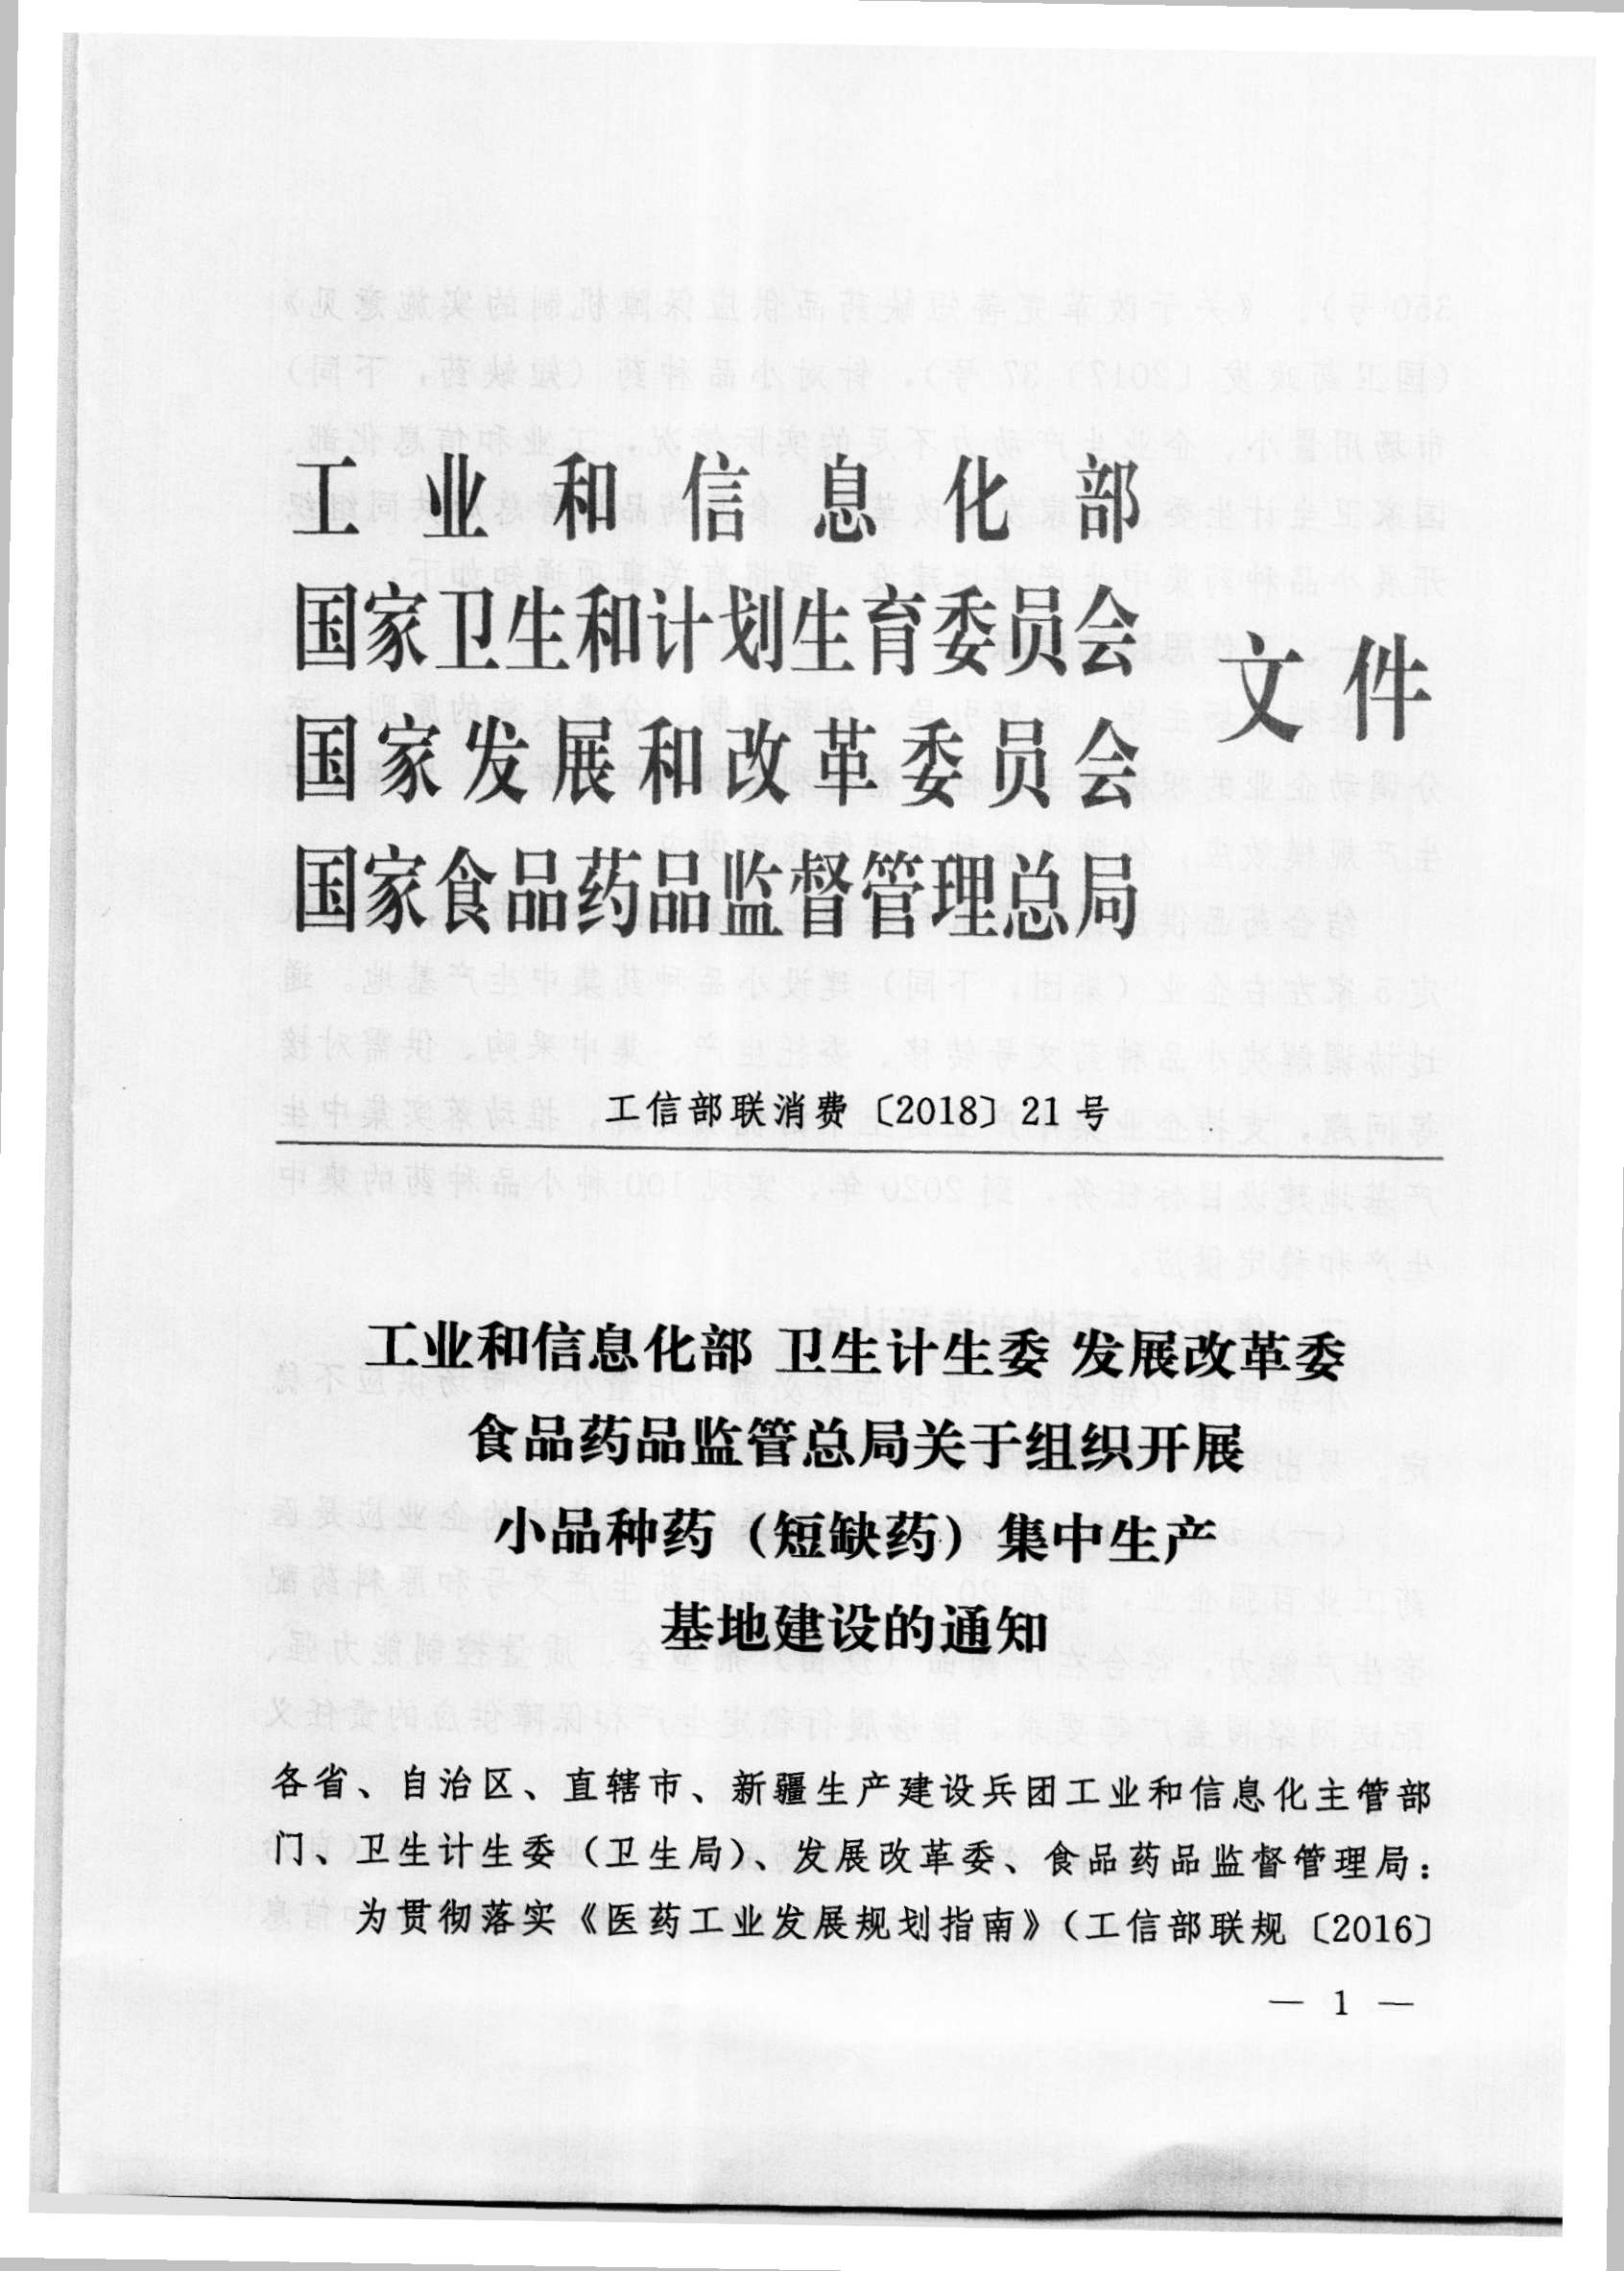 工业和信息化部
国家卫生和计划生育委员会
国家发展和改革委员会
国家食品药品监督管理总局
文件
工信部联消费〔2018〕21号
工业和信息化部 卫生计生委 发展改革委
食品药品监管总局关于组织开展
小品种药（短缺药）集中生产
基地建设的通知
各省、自治区、直辖市、新疆生产建设兵团工业和信息化主管部
门、卫生计生委（卫生局）、发展改革委、食品药品监督管理局：
为贯彻落实《医药工业发展规划指南》（工信部联规〔2016〕
— 1 —